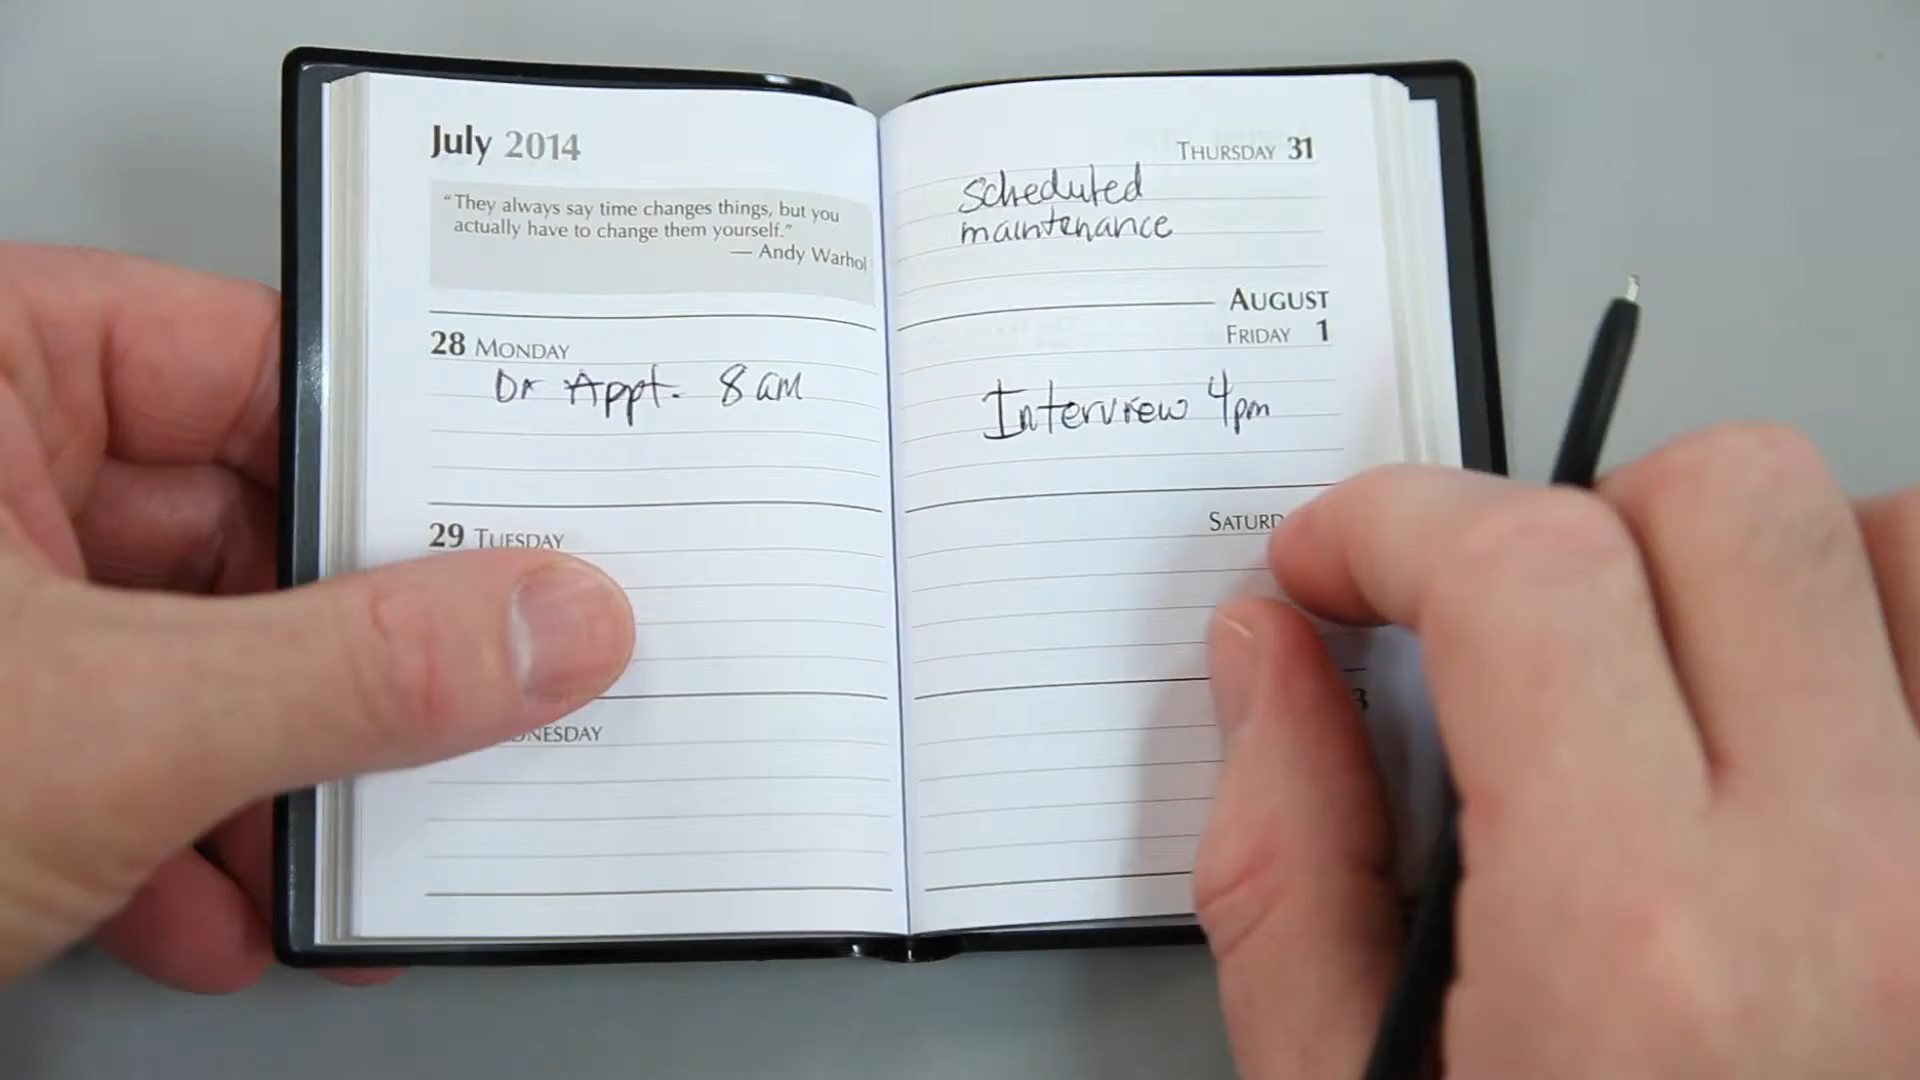 July 2014
"They always say time changes things, but you
actually have to change them yourself."
— Andy Warhol
28 Monday
Dr Appt. 8 am
29 Tuesday
Thursday 31
Scheduled
maintenance
August
Friday 1
Interview 4pm
3